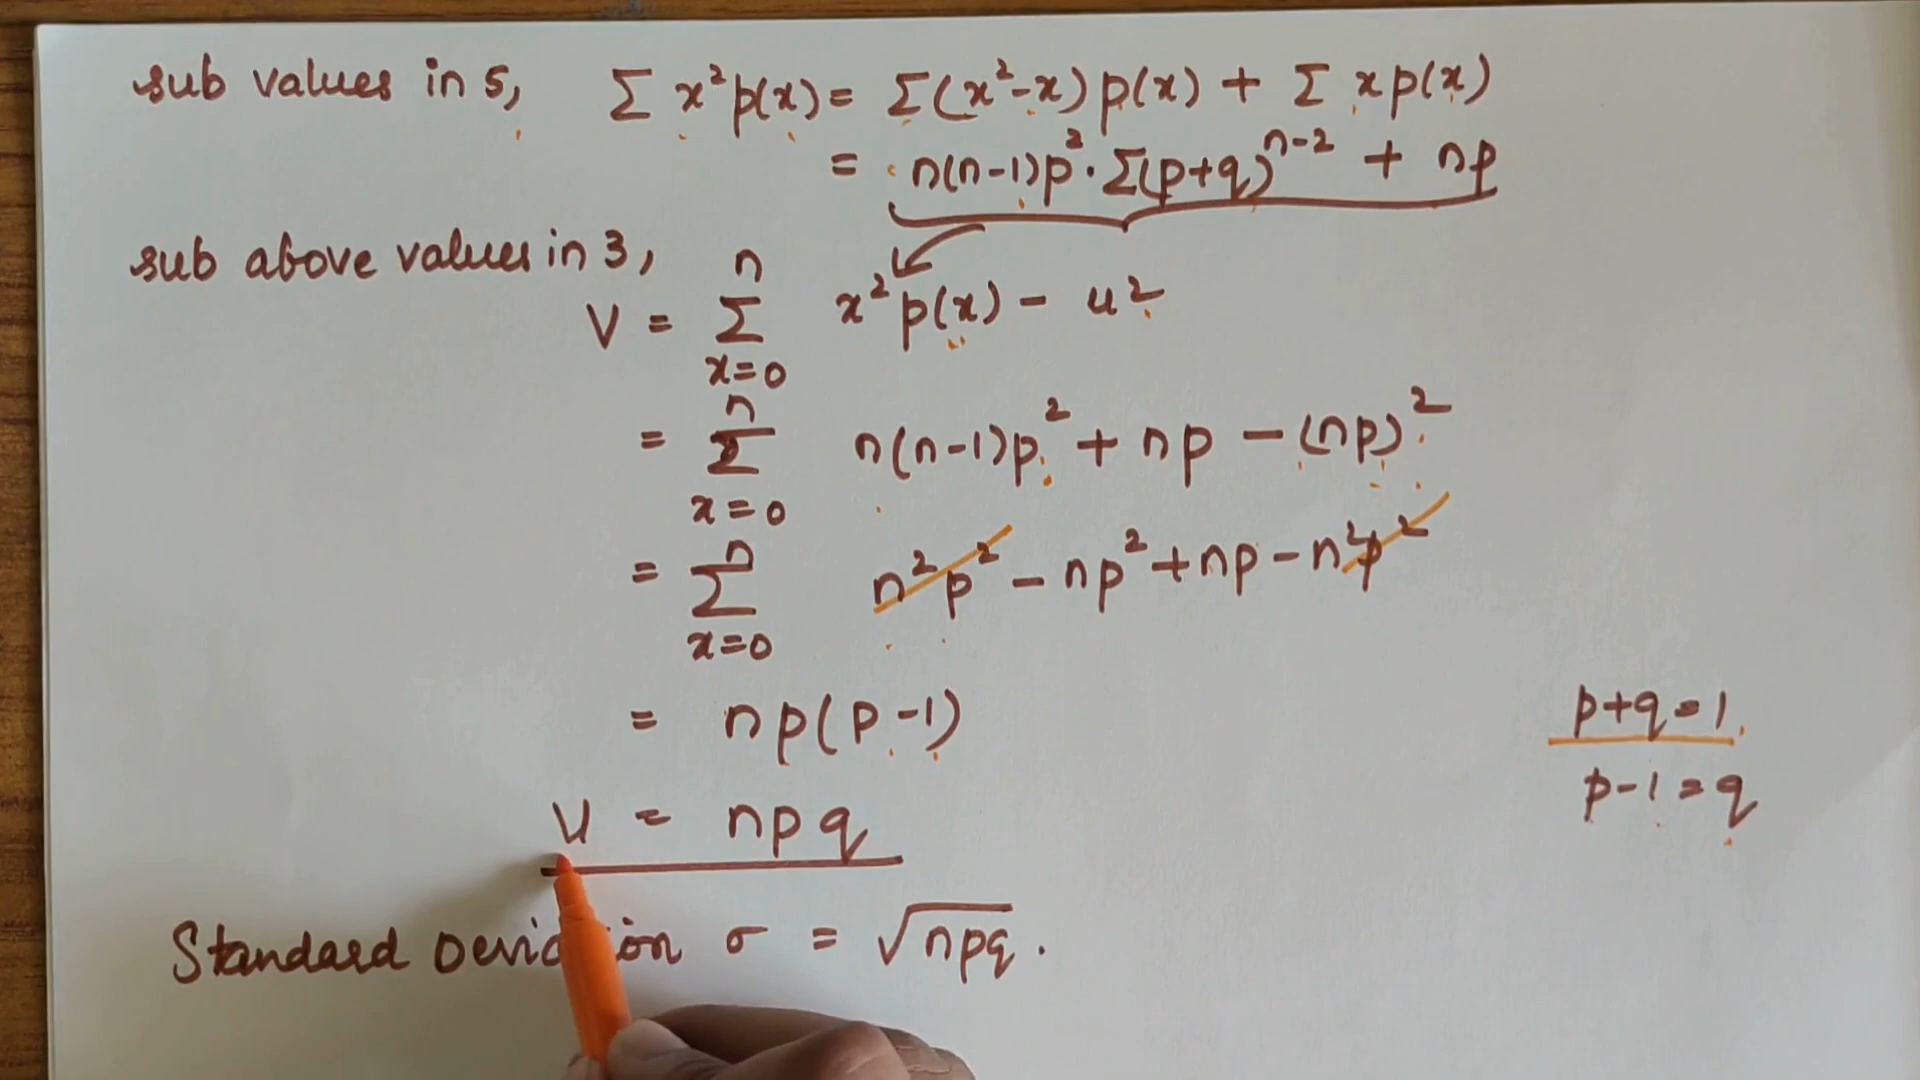 sub values in 5, Σ x²p(x) = Σ(x²-x)p(x) + Σ xp(x)
= n(n-1)p² · Σ(p+q)ⁿ⁻² + np
sub above values in 3,
V = Σ x²p(x) - u²
n
x=0
= Σ n(n-1)p² + np - (np)²
n
x=0
= Σ n²p² - np² + np - n²p²
n
x=0
= np(p-1)
p+q=1
p-1=q
V = npq
Standard Deviation σ = √npq.